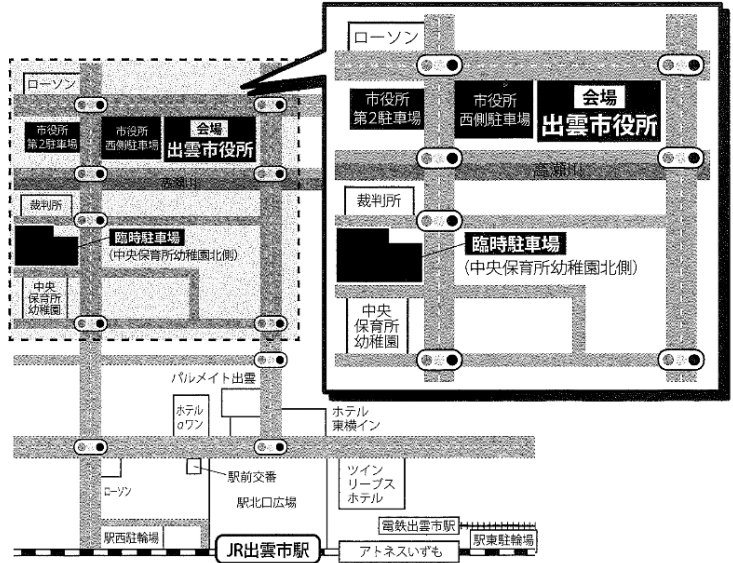 ローソン
市役所
第2駐車場
市役所
西側駐車場
会場
出雲市役所
高瀬川
裁判所
臨時駐車場
(中央保育所幼稚園北側)
中央
保育所
幼稚園
ローソン
市役所
第2駐車場
市役所
西側駐車場
会場
出雲市役所
高瀬川
裁判所
臨時駐車場
(中央保育所幼稚園北側)
中央
保育所
幼稚園
パルメイト出雲
ホテル
αワン
ホテル
東横イン
駅前交番
ローソン
駅北口広場
ツイン
リーブス
ホテル
駅西駐輪場
電鉄出雲市駅
駅東駐輪場
JR出雲市駅
アトネスいずも